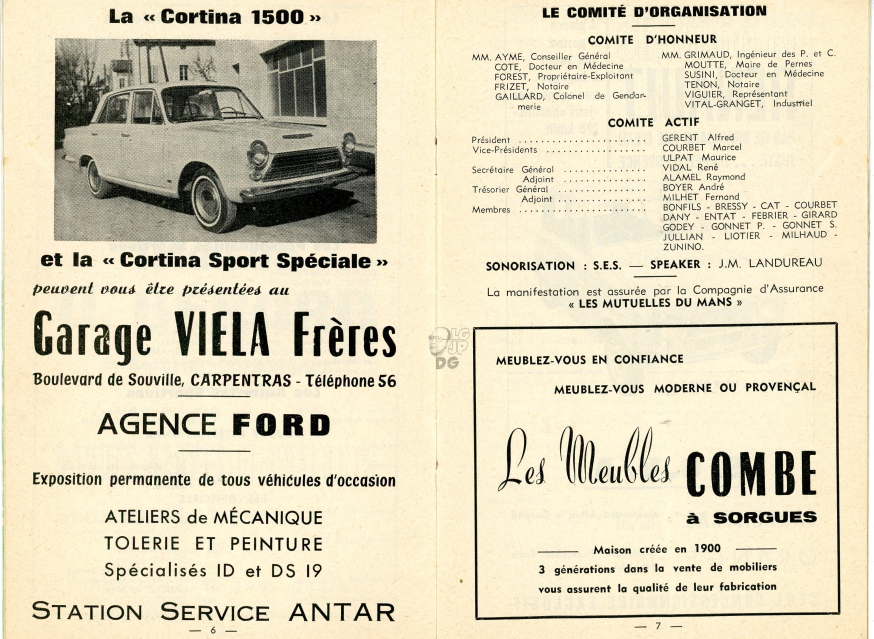 La « Cortina 1500 »
et la « Cortina Sport Spéciale »
peuvent vous être présentées au
Garage VIELA Frères
Boulevard de Souville, CARPENTRAS - Téléphone 56
AGENCE FORD
Exposition permanente de tous véhicules d'occasion
ATELIERS de MÉCANIQUE
TOLERIE ET PEINTURE
Spécialisés ID et DS 19
STATION SERVICE ANTAR
— 6 —
LE COMITÉ D'ORGANISATION
COMITE D'HONNEUR
MM. AYME, Conseiller Général
COTE, Docteur en Médecine
FOREST, Propriétaire-Exploitant
FRIZET, Notaire
GAILLARD, Colonel de Gendar-
merie
MM. GRIMAUD, Ingénieur des P. et C.
MOUTTE, Maire de Pernes
SUSINI, Docteur en Médecine
TENON, Notaire
VIGUIER, Représentant
VITAL-GRANGET, Industriel
COMITE ACTIF
Président .................... GERENT Alfred
Vice-Présidents .................... COURBET Marcel
ULPAT Maurice
Secrétaire Général .................... VIDAL René
Adjoint .................... ALAMEL Raymond
Trésorier Général .................... BOYER André
Adjoint .................... MILHET Fernand
Membres .................... BONFILS - BRESSY - CAT - COURBET
DANY - ENTAT - FEBRIER - GIRARD
GODEY - GONNET P. - GONNET S.
JULLIAN - LIOTIER - MILHAUD -
ZUNINO.
SONORISATION : S.E.S. — SPEAKER : J.M. LANDUREAU
La manifestation est assurée par la Compagnie d'Assurance
« LES MUTUELLES DU MANS »
MEUBLEZ-VOUS EN CONFIANCE
MEUBLEZ-VOUS MODERNE OU PROVENÇAL
Les Meubles COMBE
à SORGUES
Maison créée en 1900
3 générations dans la vente de mobiliers
vous assurent la qualité de leur fabrication
— 7 —
LG
JP
DG